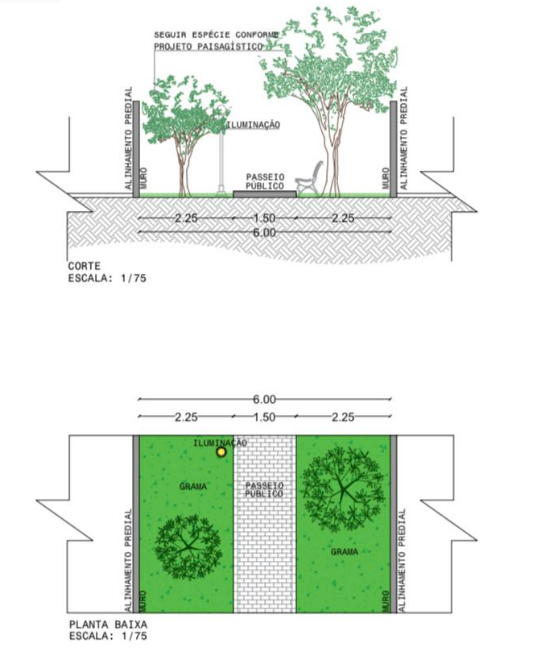 SEGUIR ESPÉCIE CONFORME
PROJETO PAISAGÍSTICO
ILUMINAÇÃO
ALINHAMENTO PREDIAL
MURO
PASSEIO
PÚBLICO
MURO
ALINHAMENTO PREDIAL
2.25 1.50 2.25
6.00
CORTE
ESCALA: 1/75
6.00
2.25 1.50 2.25
ILUMINAÇÃO
GRAMA
PASSEIO
PÚBLICO
GRAMA
ALINHAMENTO PREDIAL
MURO
MURO
ALINHAMENTO PREDIAL
PLANTA BAIXA
ESCALA: 1/75